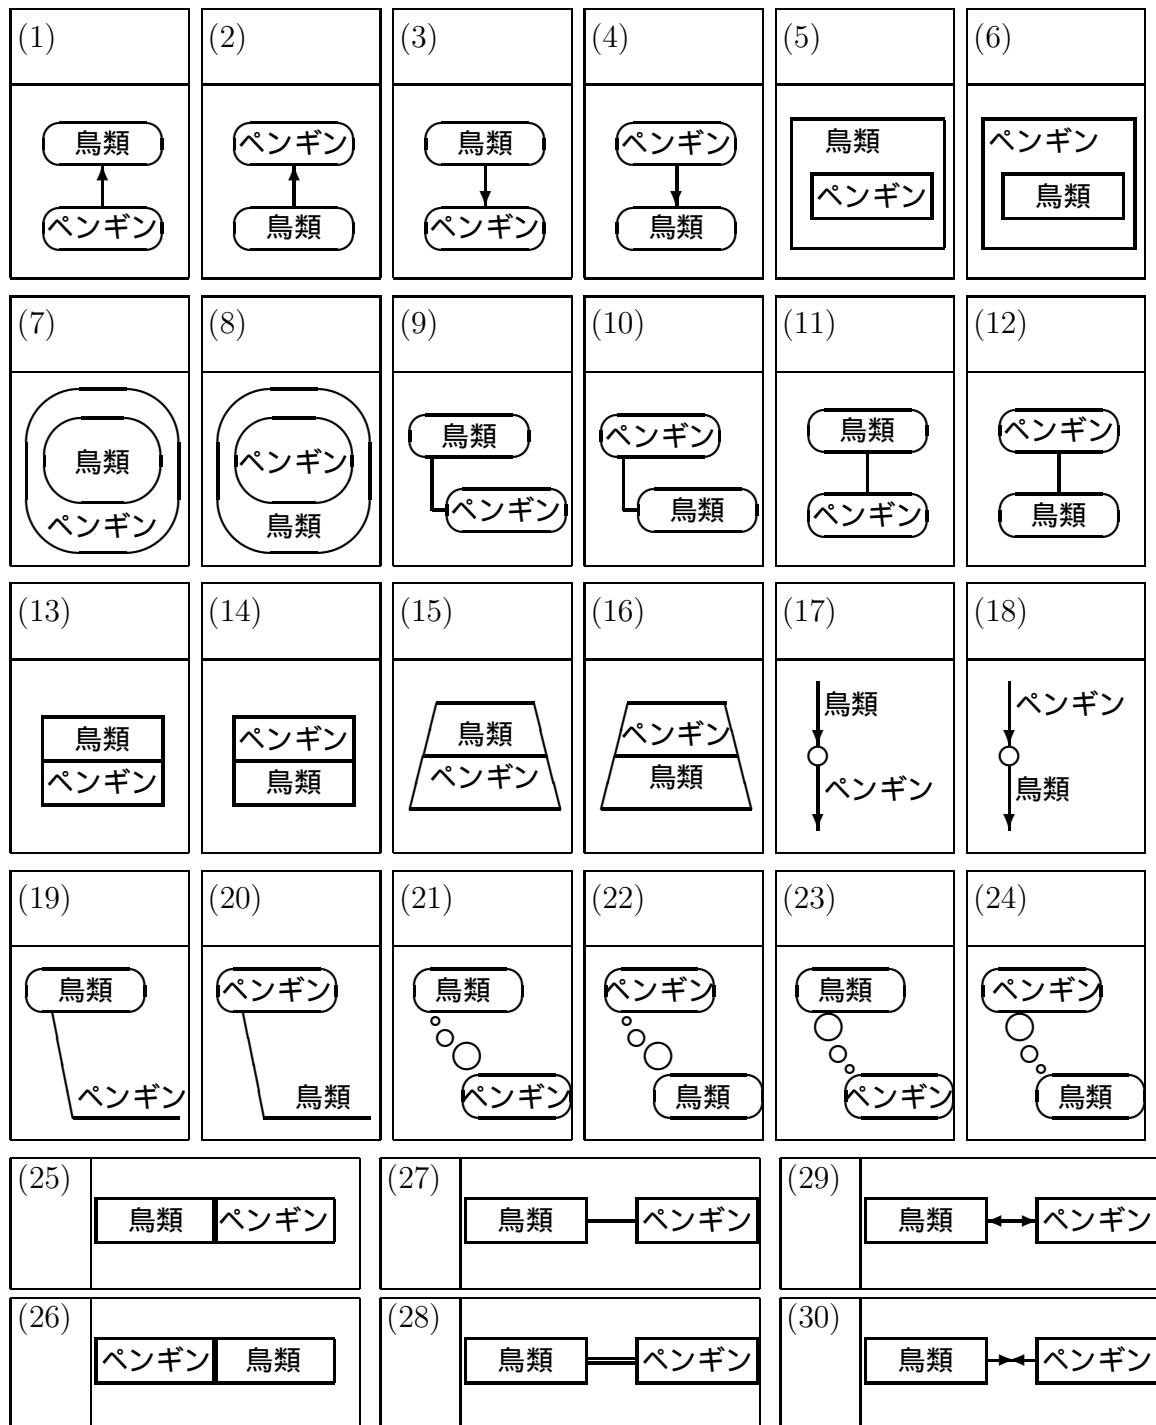 (1) (2) (3) (4) (5) (6)
鳥類 ペンギン 鳥類 ペンギン 鳥類 ペンギン
ペンギン 鳥類 ペンギン 鳥類 ペンギン 鳥類
(7) (8) (9) (10) (11) (12)
鳥類 ペンギン 鳥類 ペンギン 鳥類 ペンギン
ペンギン 鳥類 ペンギン 鳥類 ペンギン 鳥類
(13) (14) (15) (16) (17) (18)
鳥類 ペンギン 鳥類 ペンギン 鳥類 ペンギン
ペンギン 鳥類 ペンギン 鳥類 ペンギン 鳥類
(19) (20) (21) (22) (23) (24)
鳥類 ペンギン 鳥類 ペンギン 鳥類 ペンギン
ペンギン 鳥類 ペンギン 鳥類 ペンギン 鳥類
(25) (27) (29)
鳥類 ペンギン 鳥類 ペンギン 鳥類 ペンギン
(26) (28) (30)
ペンギン 鳥類 鳥類 ペンギン 鳥類 ペンギン